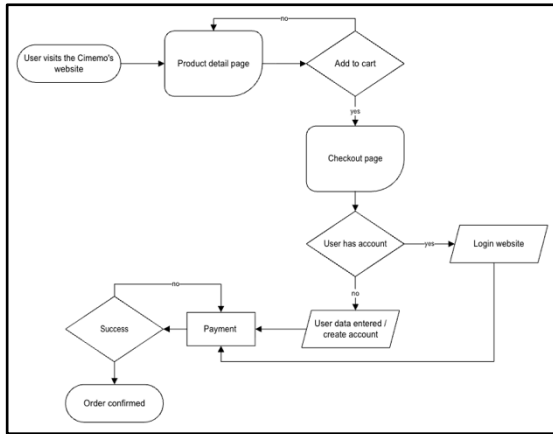 no
User visits the Cimemo's
website
Product detail page
Add to cart
yes
Checkout page
User has account
yes
Login website
no
no
Success
Payment
User data entered /
create account
Order confirmed